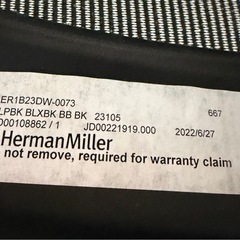 ER1B23DW-0073
LPBK BLXBK BB BK 23105 667
D00108862 / 1 JD00221919.000 2022/6/27
HermanMiller
not remove, required for warranty claim